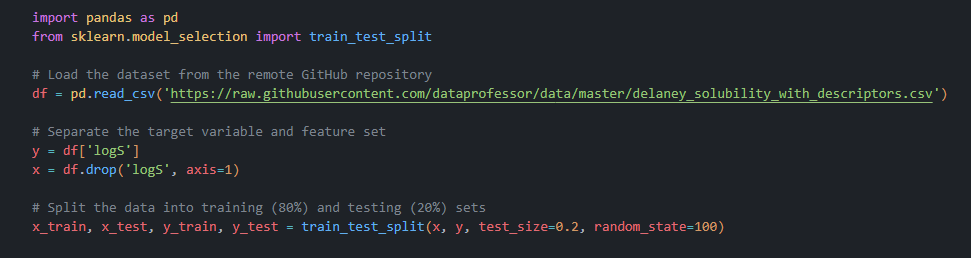 import pandas as pd
from sklearn.model_selection import train_test_split
# Load the dataset from the remote GitHub repository
df = pd.read_csv('https://raw.githubusercontent.com/dataprofessor/data/master/delaney_solubility_with_descriptors.csv')
# Separate the target variable and feature set
y = df['logS']
x = df.drop('logS', axis=1)
# Split the data into training (80%) and testing (20%) sets
x_train, x_test, y_train, y_test = train_test_split(x, y, test_size=0.2, random_state=100)